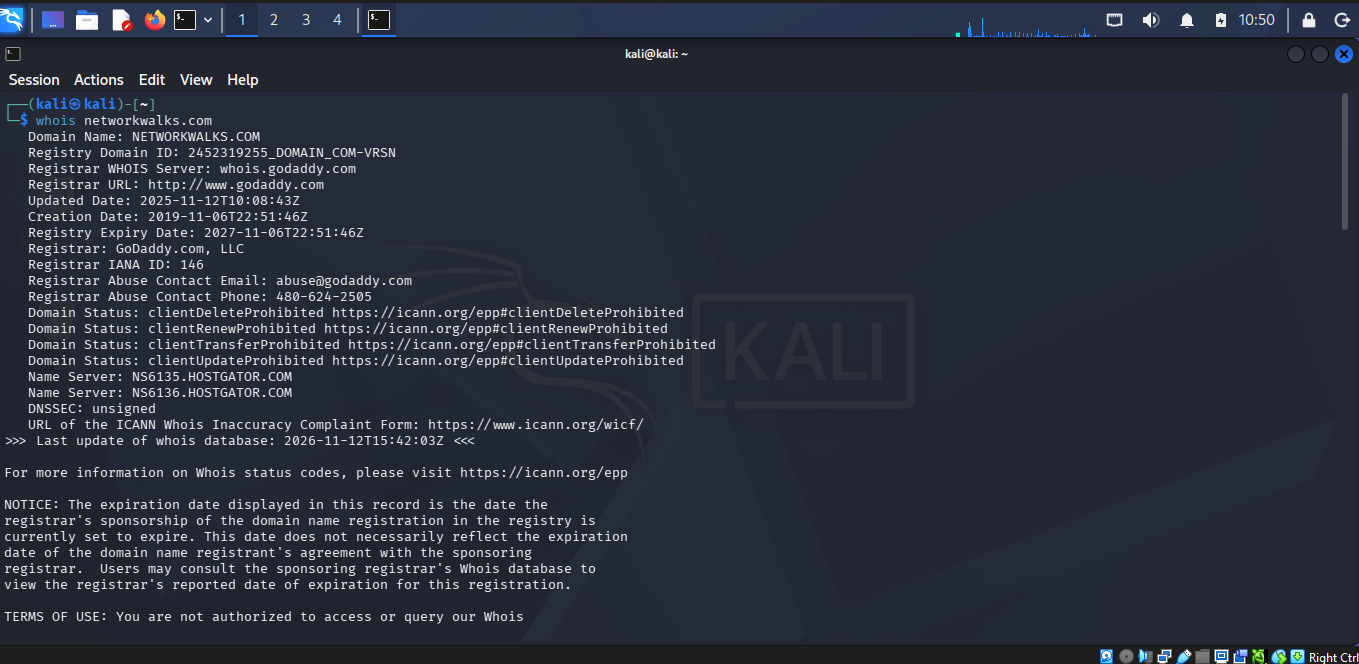 1 2 3 4 10:50
kali@kali: ~
Session Actions Edit View Help
┌──(kali㉿kali)-[~]
└─$ whois networkwalks.com
Domain Name: NETWORKWALKS.COM
Registry Domain ID: 2452319255_DOMAIN_COM-VRSN
Registrar WHOIS Server: whois.godaddy.com
Registrar URL: http://www.godaddy.com
Updated Date: 2025-11-12T10:08:43Z
Creation Date: 2019-11-06T22:51:46Z
Registry Expiry Date: 2027-11-06T22:51:46Z
Registrar: GoDaddy.com, LLC
Registrar IANA ID: 146
Registrar Abuse Contact Email: abuse@godaddy.com
Registrar Abuse Contact Phone: 480-624-2505
Domain Status: clientDeleteProhibited https://icann.org/epp#clientDeleteProhibited
Domain Status: clientRenewProhibited https://icann.org/epp#clientRenewProhibited
Domain Status: clientTransferProhibited https://icann.org/epp#clientTransferProhibited
Domain Status: clientUpdateProhibited https://icann.org/epp#clientUpdateProhibited
Name Server: NS6135.HOSTGATOR.COM
Name Server: NS6136.HOSTGATOR.COM
DNSSEC: unsigned
URL of the ICANN Whois Inaccuracy Complaint Form: https://www.icann.org/wicf/
>>> Last update of whois database: 2026-11-12T15:42:03Z <<<
For more information on Whois status codes, please visit https://icann.org/epp
NOTICE: The expiration date displayed in this record is the date the
registrar's sponsorship of the domain name registration in the registry is
currently set to expire. This date does not necessarily reflect the expiration
date of the domain name registrant's agreement with the sponsoring
registrar.  Users may consult the sponsoring registrar's Whois database to
view the registrar's reported date of expiration for this registration.
TERMS OF USE: You are not authorized to access or query our Whois
KALI
Right Ctrl